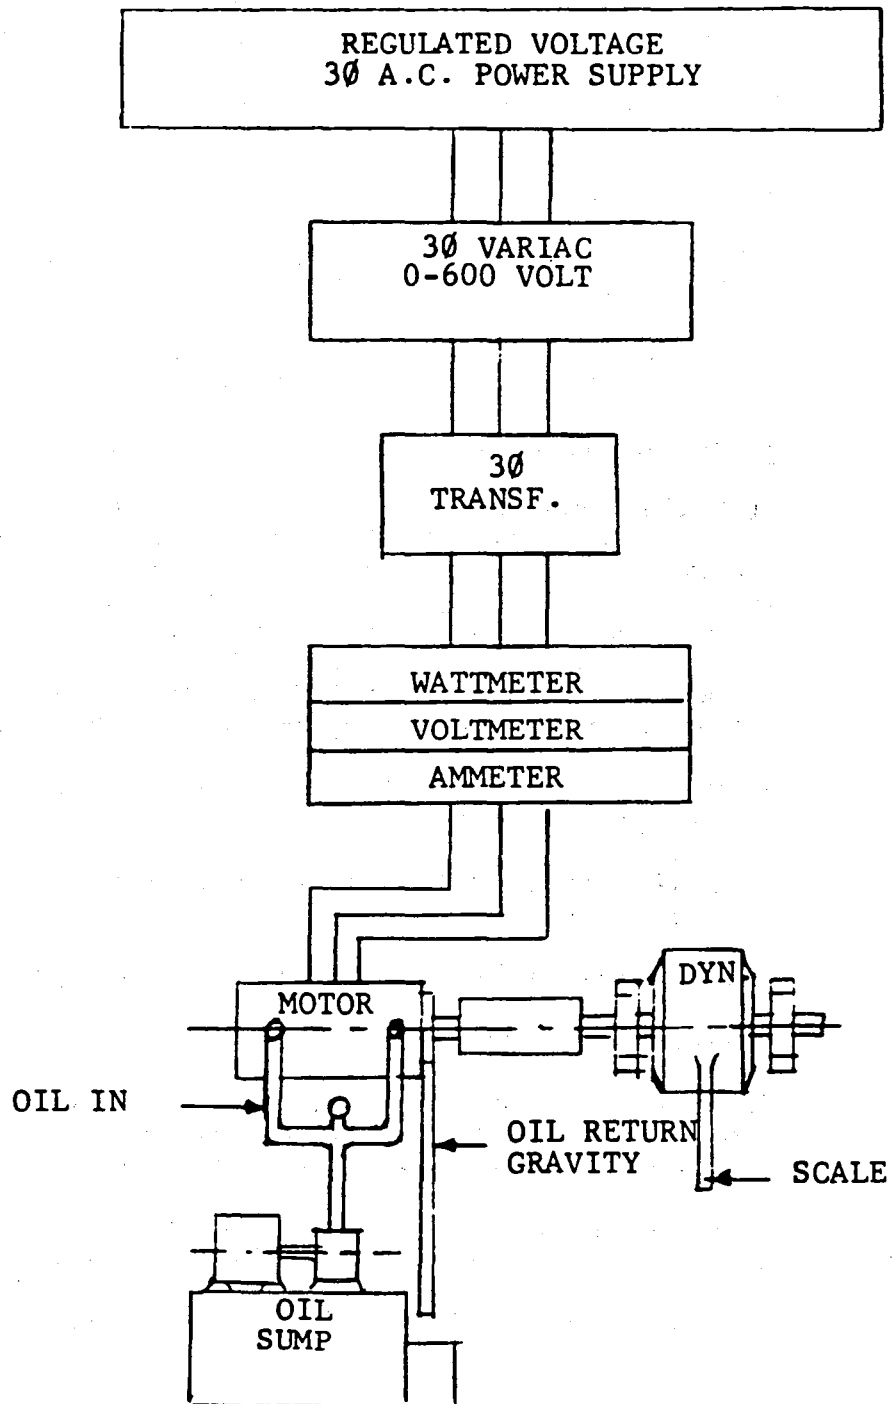 REGULATED VOLTAGE
3Ø A.C. POWER SUPPLY
3Ø VARIAC
0-600 VOLT
3Ø
TRANSF.
WATTMETER
VOLTMETER
AMMETER
MOTOR
DYN
OIL IN
OIL RETURN
GRAVITY
SCALE
OIL
SUMP